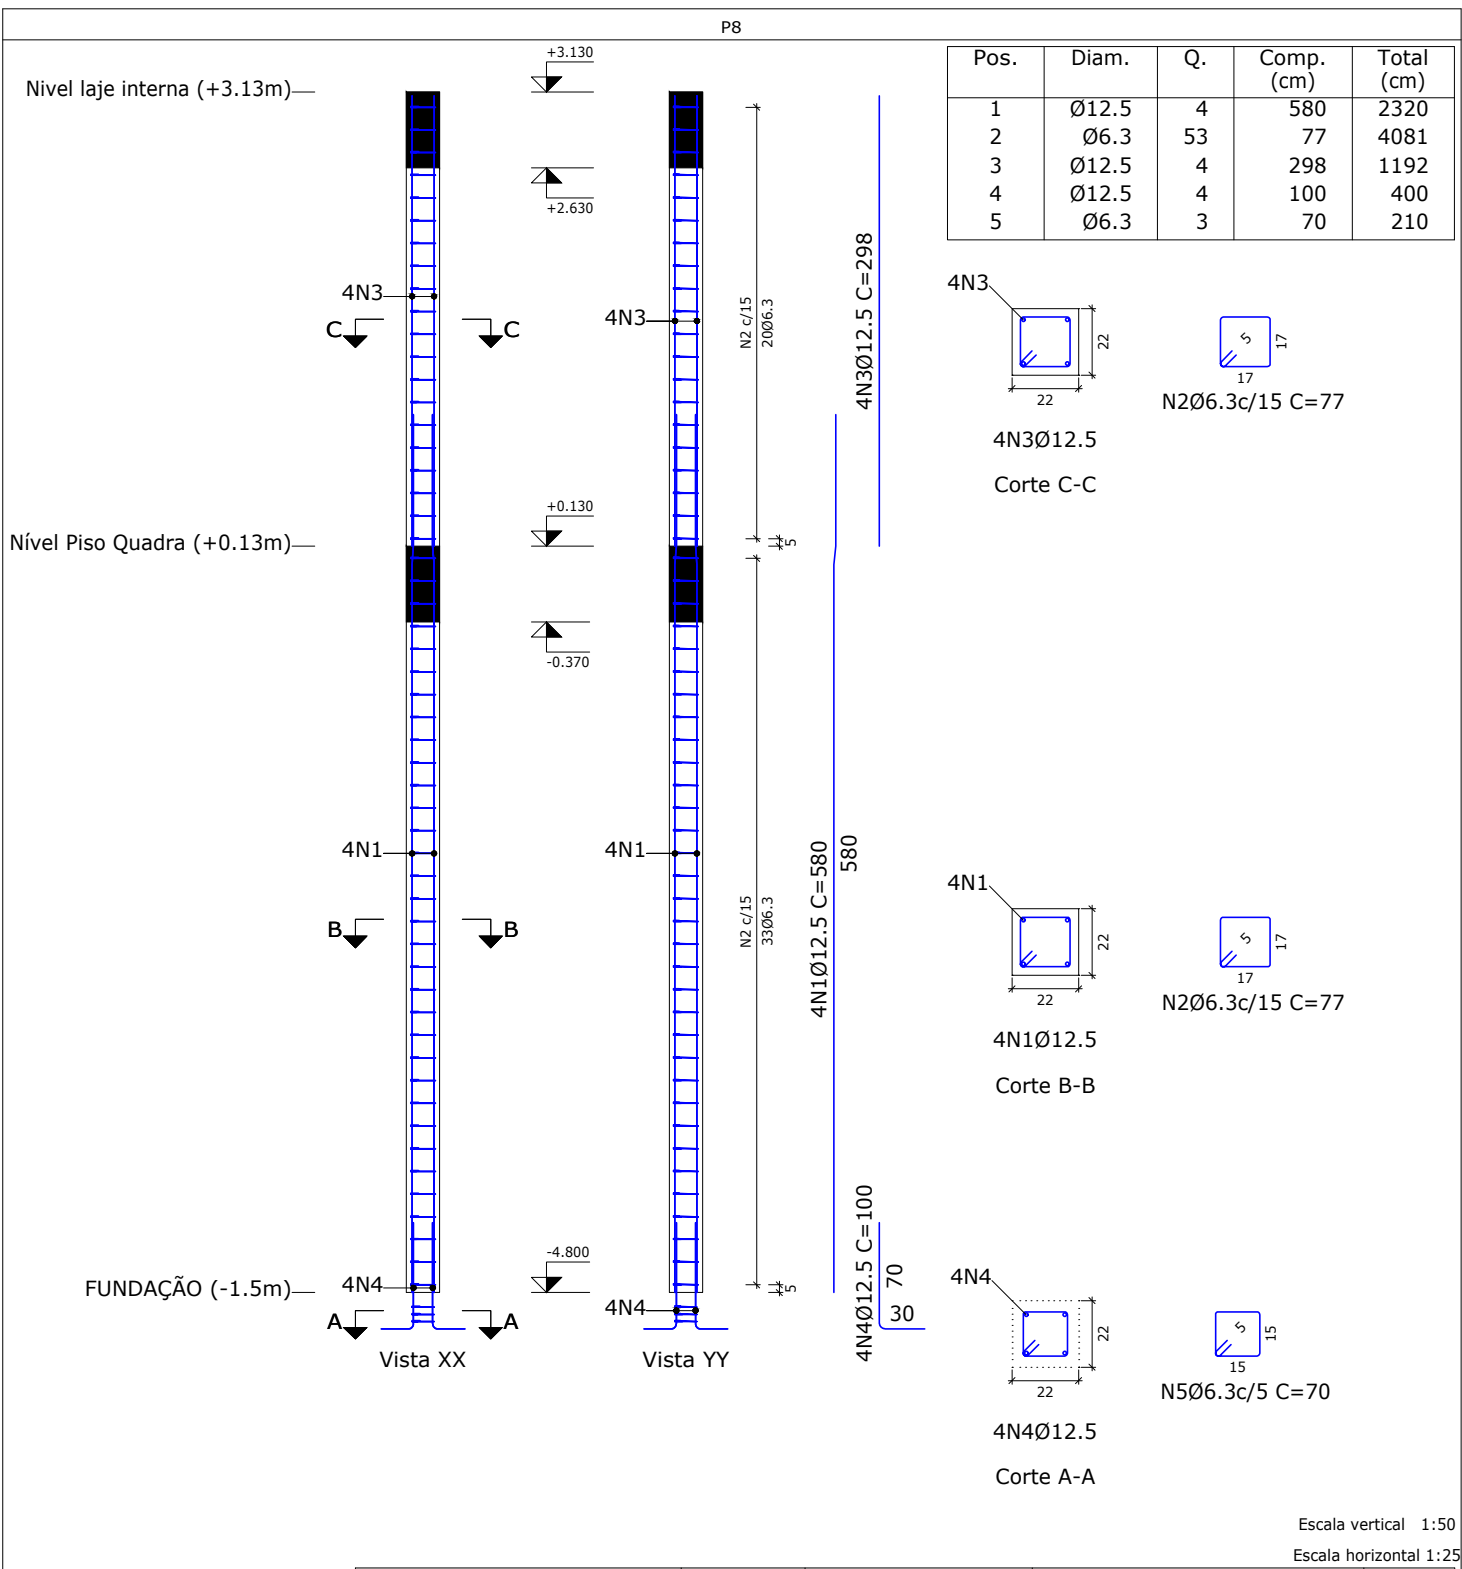 P8
Pos. Diam. Q. Comp. (cm) Total (cm)
1 Ø12.5 4 580 2320
2 Ø6.3 53 77 4081
3 Ø12.5 4 298 1192
4 Ø12.5 4 100 400
5 Ø6.3 3 70 210
Nivel laje interna (+3.13m)
+3.130
+2.630
4N3
C C
4N3
N2 c/15
20Ø6.3
4N3Ø12.5 C=298
4N3
22
22
4N3Ø12.5
Corte C-C
5
17
17
N2Ø6.3c/15 C=77
Nível Piso Quadra (+0.13m)
+0.130
-0.370
5
4N1
B B
4N1
N2 c/15
33Ø6.3
4N1Ø12.5 C=580
580
4N1
22
22
4N1Ø12.5
Corte B-B
5
17
17
N2Ø6.3c/15 C=77
FUNDAÇÃO (-1.5m)
-4.800
4N4
A A
4N4
5
4N4Ø12.5 C=100
70
30
Vista XX
Vista YY
4N4
22
22
4N4Ø12.5
Corte A-A
5
15
15
N5Ø6.3c/5 C=70
Escala vertical 1:50
Escala horizontal 1:25